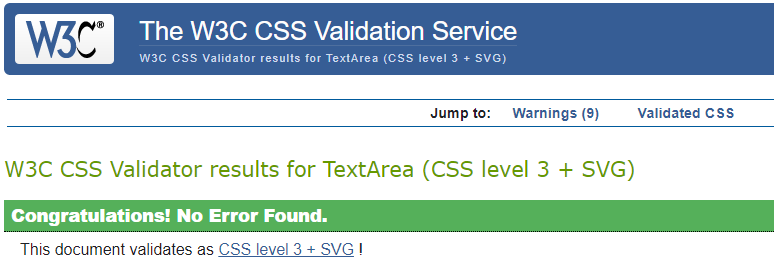 W3C®
The W3C CSS Validation Service
W3C CSS Validator results for TextArea (CSS level 3 + SVG)
Jump to: Warnings (9) Validated CSS
W3C CSS Validator results for TextArea (CSS level 3 + SVG)
Congratulations! No Error Found.
This document validates as CSS level 3 + SVG !